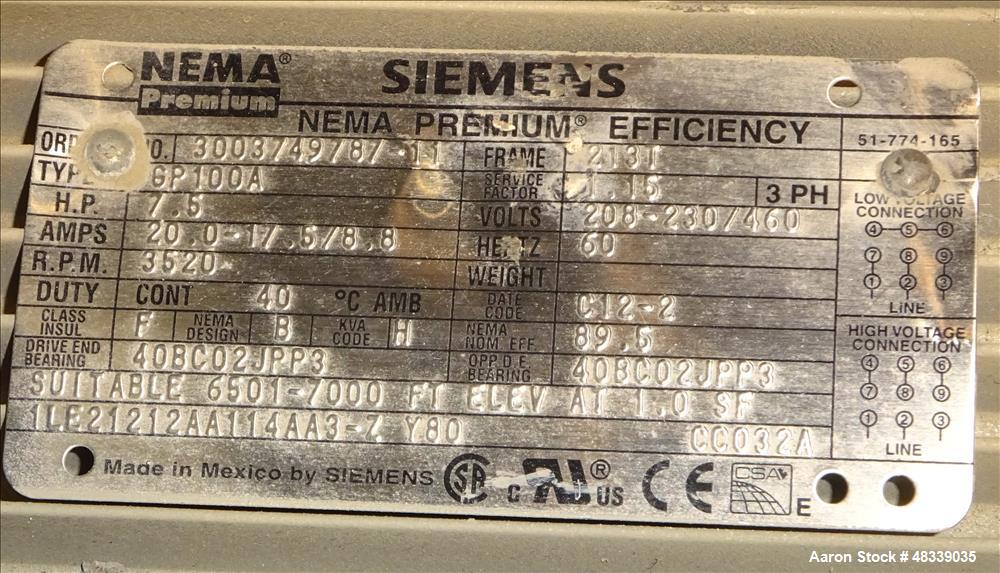 NEMA® SIEMENS
Premium
NEMA PREMIUM® EFFICIENCY 51-774-165
NO. FRAME 213T
TYPE GP100A SERVICE FACTOR 1.15 3 PH
H.P. 7.5 VOLTS 208-230/460
AMPS 20.0-17.5/8.8 HERTZ 60
R.P.M. 3520 WEIGHT
DUTY CONT 40 °C AMB DATE CODE C12-2
CLASS INSUL F NEMA DESIGN B KVA CODE H NEMA NOM. EFF. 89.5
DRIVE END BEARING 40BC02JPP3 OPP D.E. BEARING 40BC02JPP3
SUITABLE 6501-7000 FT ELEV AT 1.0 SF
1LE21212AA114AA3-Z Y80 CC032A
Made in Mexico by SIEMENS SA C UR ® US CE CSA E
LOW VOLTAGE
CONNECTION
4 5 6
7 8 9
1 2 3
LINE
HIGH VOLTAGE
CONNECTION
4 5 6
7 8 9
1 2 3
LINE
Aaron Stock # 48339035